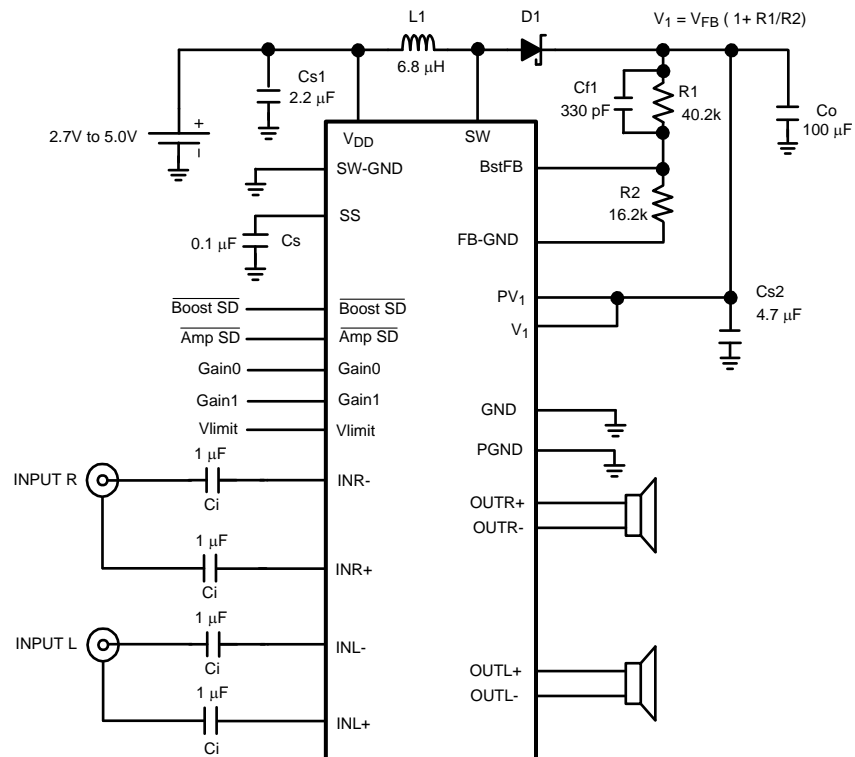 L1
D1
V1 = VFB ( 1+ R1/R2)
6.8 μH
Cs1
2.2 μF
Cf1
330 pF
R1
40.2k
Co
100 μF
2.7V to 5.0V
+
–
VDD
SW
SW-GND
BstFB
SS
R2
16.2k
0.1 μF
Cs
FB-GND
PV1
Cs2
4.7 μF
V1
Boost SD
Boost SD
Amp SD
Amp SD
Gain0
Gain0
Gain1
Gain1
Vlimit
Vlimit
GND
PGND
1 μF
INPUT R
INR-
Ci
OUTR+
OUTR-
1 μF
INR+
Ci
1 μF
INPUT L
INL-
Ci
OUTL+
OUTL-
1 μF
INL+
Ci